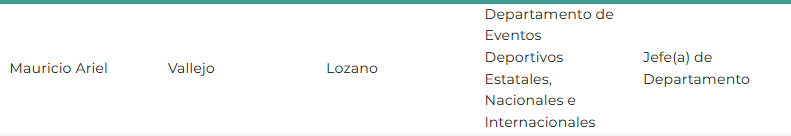 Mauricio Ariel
Vallejo
Lozano
Departamento de
Eventos
Deportivos
Estatales,
Nacionales e
Internacionales
Jefe(a) de
Departamento